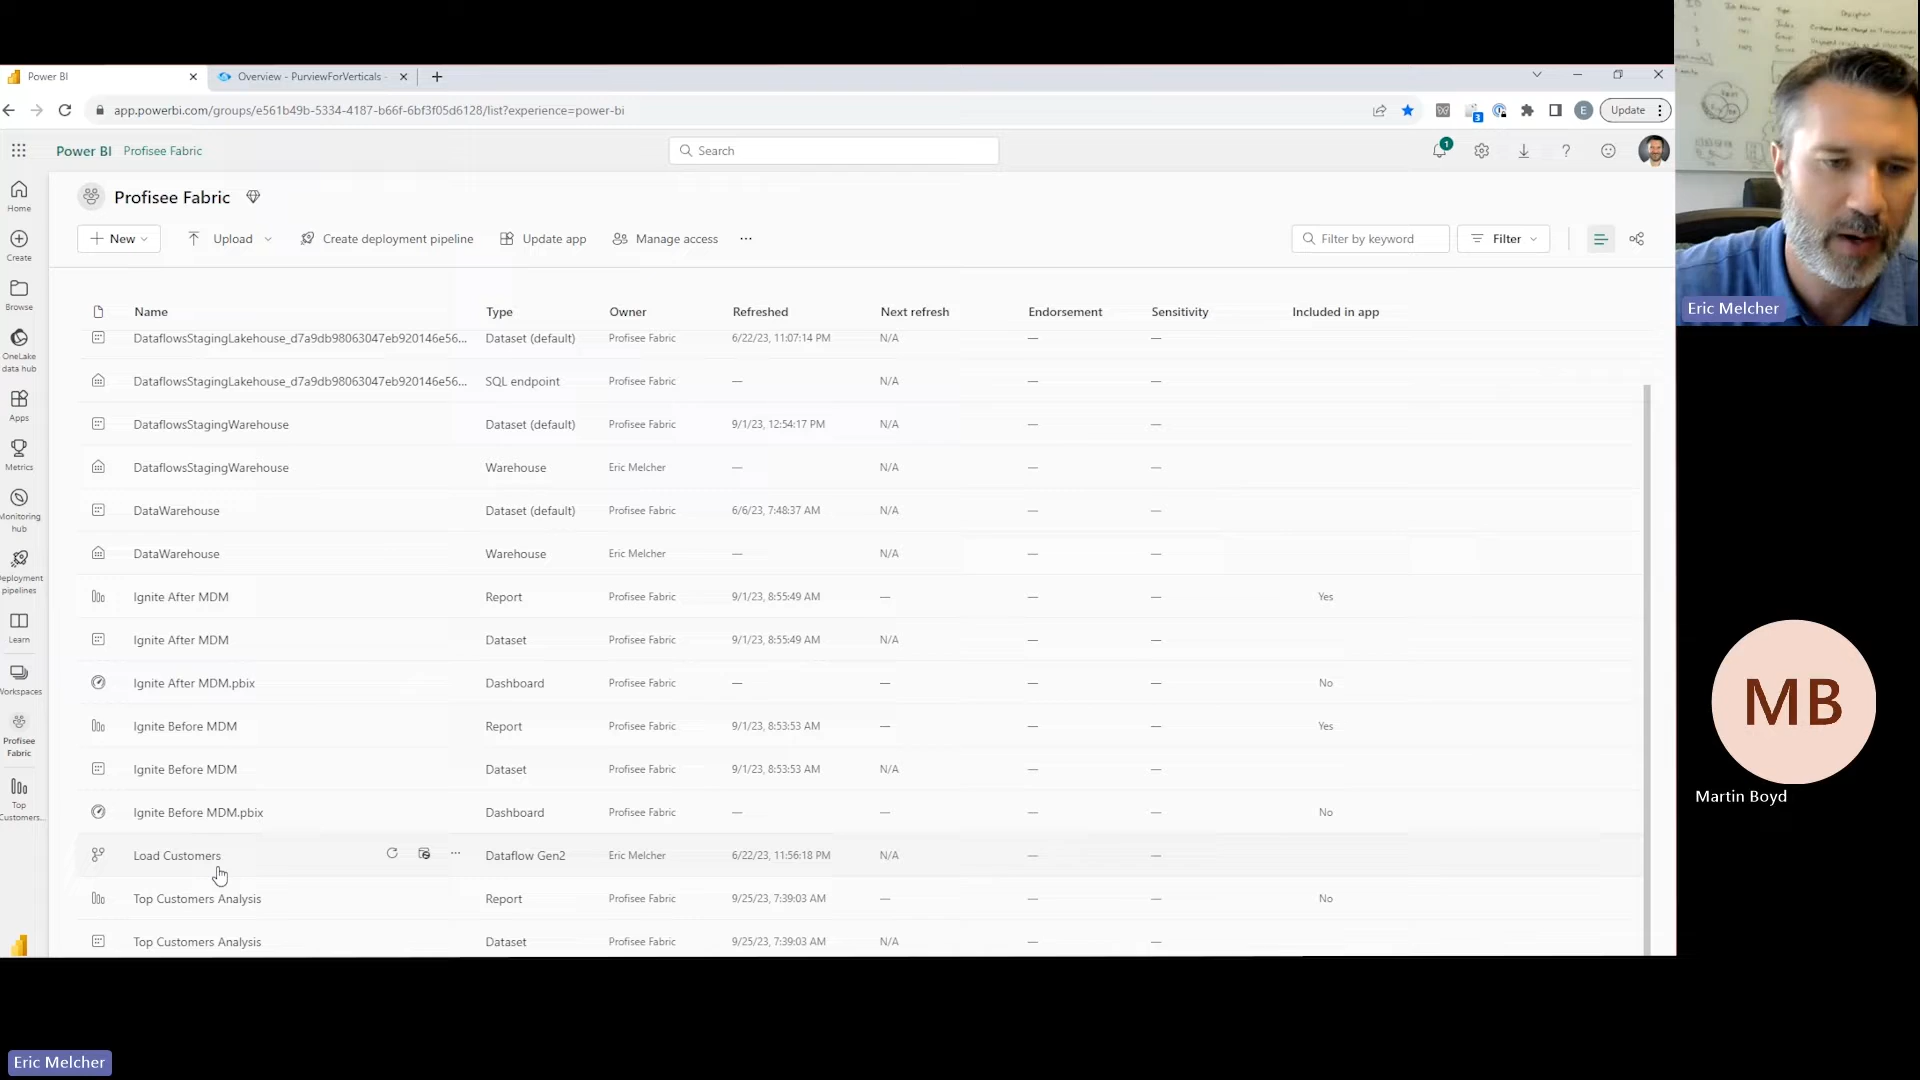 Power BI
Overview - PurviewForVerticals -
app.powerbi.com/groups/e561b49b-5334-4187-b66f-6bf3f05d6128/list?experience=power-bi
3
E
Update
Power BI Profisee Fabric
Search
1
Profisee Fabric
New
Upload
Create deployment pipeline
Update app
Manage access
Filter by keyword
Filter
Home
Create
Browse
OneLake
data hub
Apps
Metrics
Monitoring
hub
Deployment
pipelines
Learn
Workspaces
Profisee
Fabric
Top
Customers...
Name Type Owner Refreshed Next refresh Endorsement Sensitivity Included in app
DataflowsStagingLakehouse_d7a9db98063047eb920146e56... Dataset (default) Profisee Fabric 6/22/23, 11:07:14 PM N/A — —
DataflowsStagingLakehouse_d7a9db98063047eb920146e56... SQL endpoint Profisee Fabric — N/A — —
DataflowsStagingWarehouse Dataset (default) Profisee Fabric 9/1/23, 12:54:17 PM N/A — —
DataflowsStagingWarehouse Warehouse Eric Melcher — N/A — —
DataWarehouse Dataset (default) Profisee Fabric 6/6/23, 7:48:37 AM N/A — —
DataWarehouse Warehouse Eric Melcher — N/A — —
Ignite After MDM Report Profisee Fabric 9/1/23, 8:55:49 AM — — — Yes
Ignite After MDM Dataset Profisee Fabric 9/1/23, 8:55:49 AM N/A — —
Ignite After MDM.pbix Dashboard Profisee Fabric — — — — No
Ignite Before MDM Report Profisee Fabric 9/1/23, 8:53:53 AM — — — Yes
Ignite Before MDM Dataset Profisee Fabric 9/1/23, 8:53:53 AM N/A — —
Ignite Before MDM.pbix Dashboard Profisee Fabric — — — — No
Load Customers Dataflow Gen2 Eric Melcher 6/22/23, 11:56:18 PM N/A — —
Top Customers Analysis Report Profisee Fabric 9/25/23, 7:39:03 AM — — — No
Top Customers Analysis Dataset Profisee Fabric 9/25/23, 7:39:03 AM N/A — —
Eric Melcher
MB
Martin Boyd
Eric Melcher